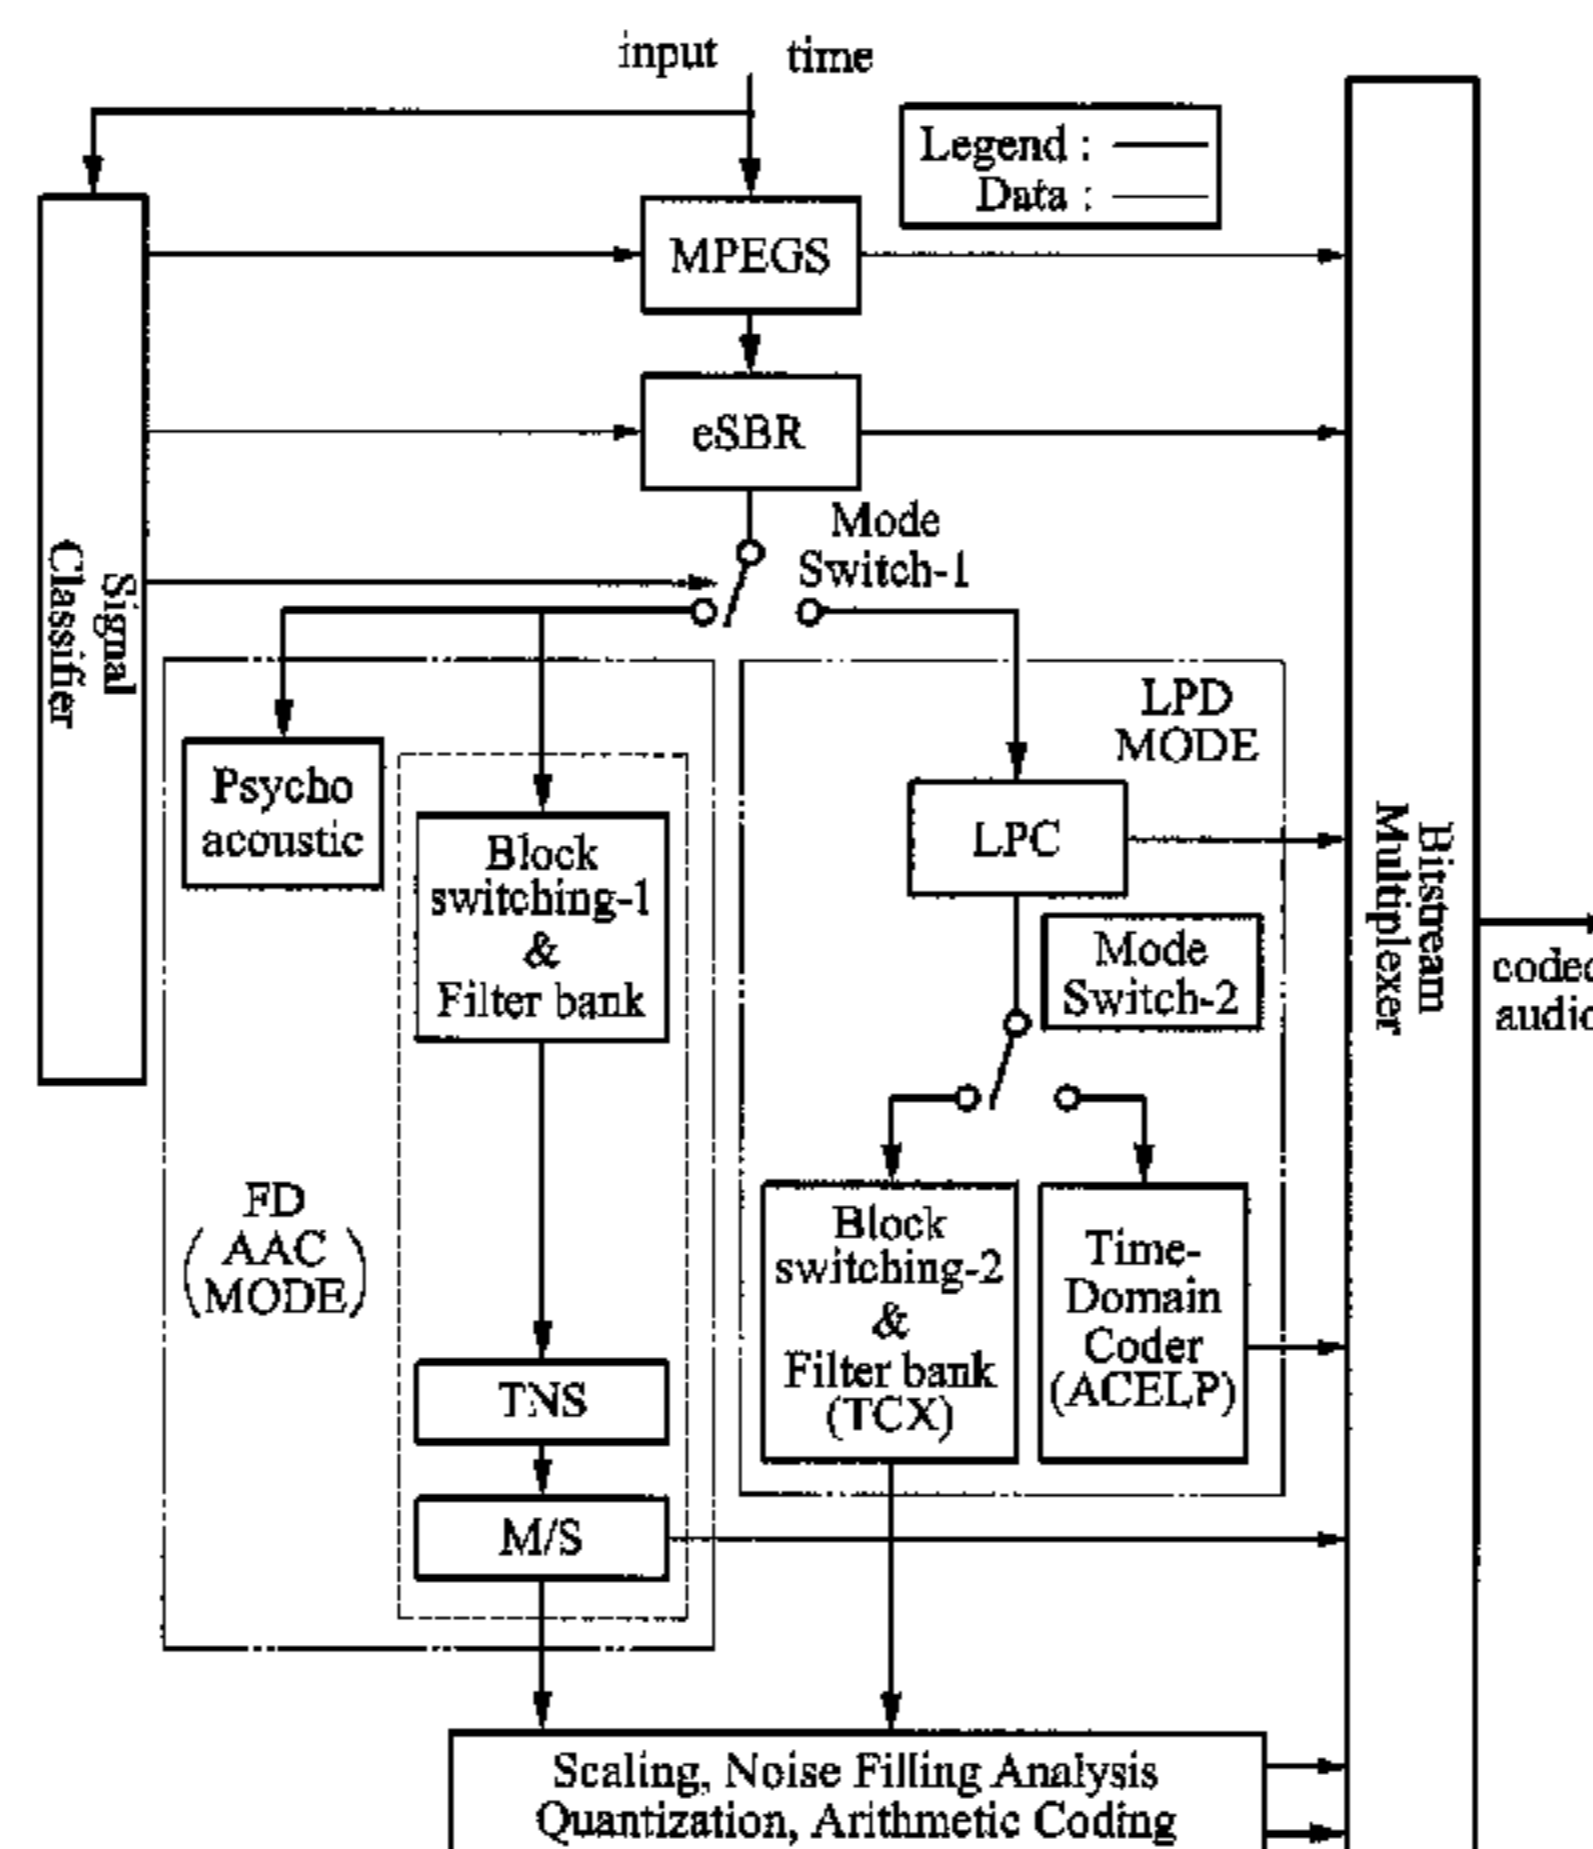 input time
Legend :
Data :
MPEGS
eSBR
Mode
Switch-1
Signal
Classifier
LPD
MODE
Psycho
acoustic
Block
switching-1
&
Filter bank
LPC
Mode
Switch-2
Bitstream
Multiplexer
coded
audio
FD
( AAC
MODE )
Block
switching-2
&
Filter bank
(TCX)
Time-
Domain
Coder
(ACELP)
TNS
M/S
Scaling, Noise Filling Analysis
Quantization, Arithmetic Coding